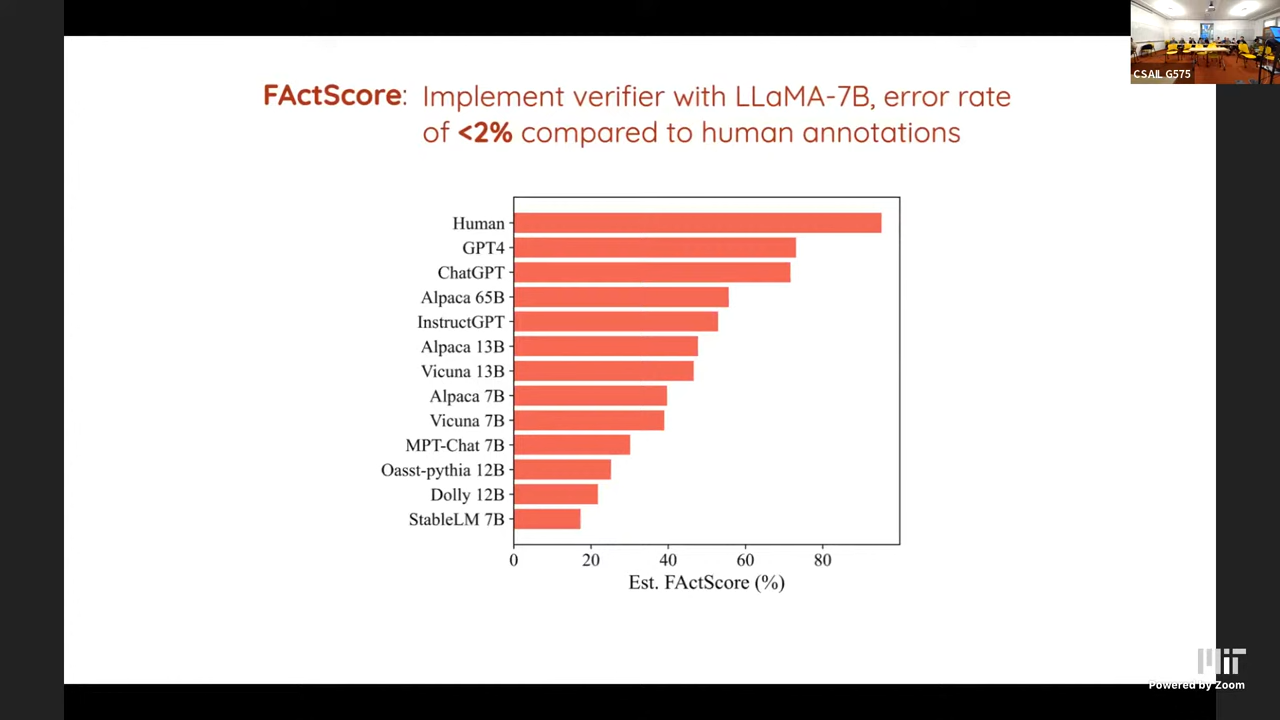 CSAIL G575
FActScore: Implement verifier with LLaMA-7B, error rate
of <2% compared to human annotations
Human
GPT4
ChatGPT
Alpaca 65B
InstructGPT
Alpaca 13B
Vicuna 13B
Alpaca 7B
Vicuna 7B
MPT-Chat 7B
Oasst-pythia 12B
Dolly 12B
StableLM 7B
0 20 40 60 80
Est. FActScore (%)
MIT
Powered by Zoom